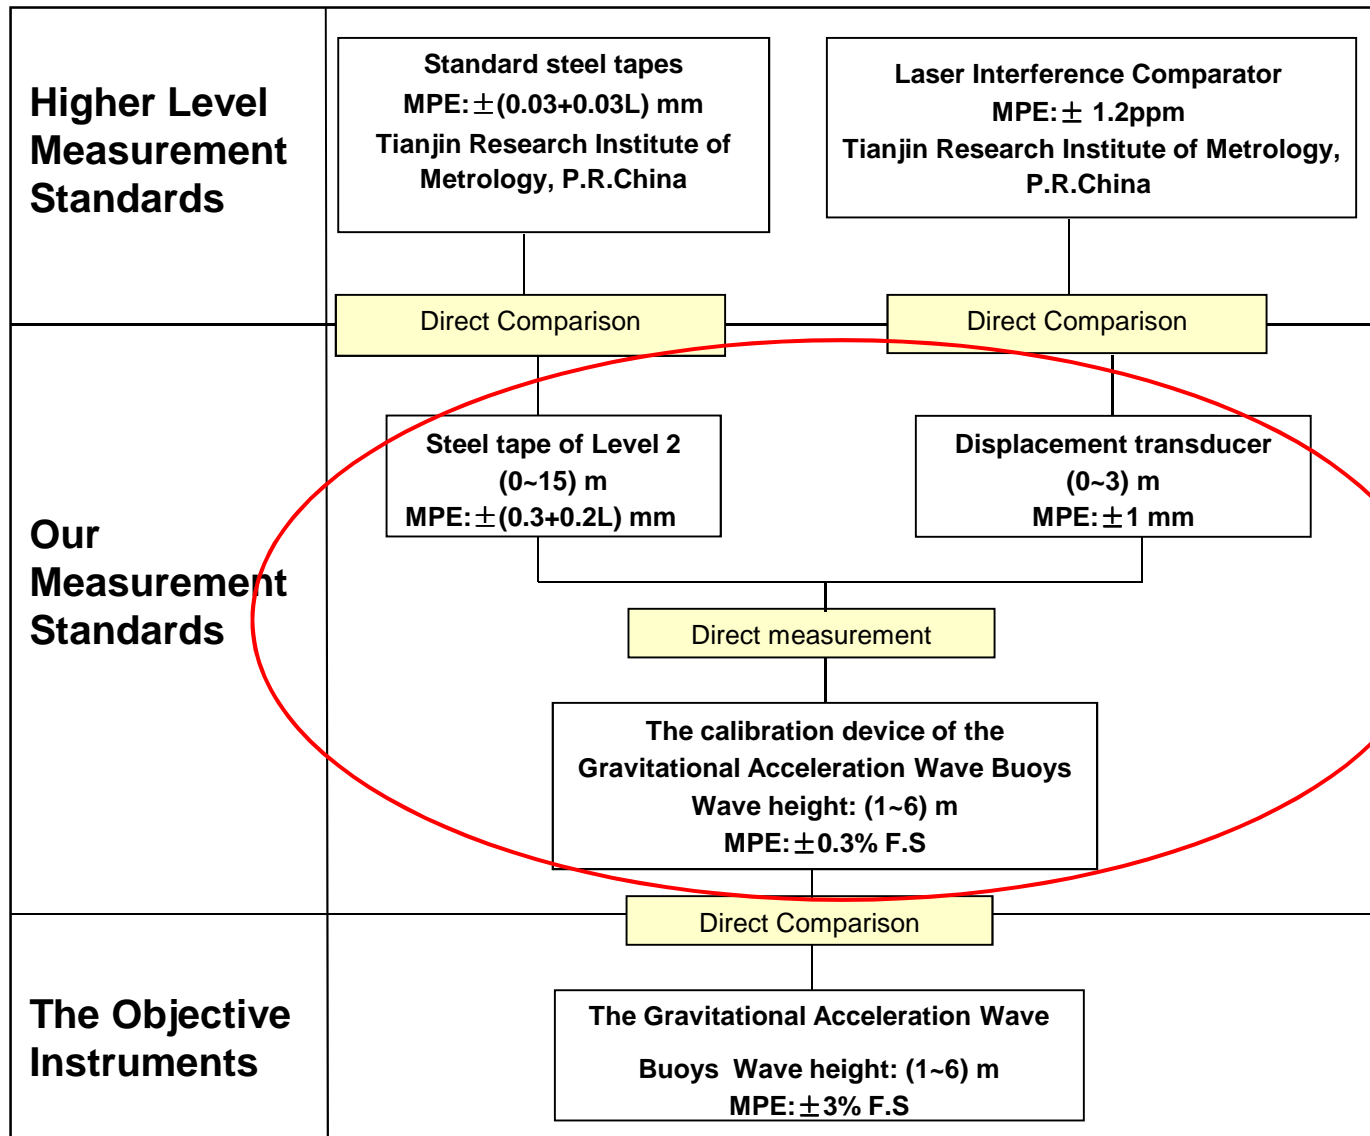 Higher Level
Measurement
Standards
Standard steel tapes
MPE:±(0.03+0.03L) mm
Tianjin Research Institute of
Metrology, P.R.China
Laser Interference Comparator
MPE:± 1.2ppm
Tianjin Research Institute of Metrology,
P.R.China
Direct Comparison
Direct Comparison
Our
Measurement
Standards
Steel tape of Level 2
(0~15) m
MPE:±(0.3+0.2L) mm
Displacement transducer
(0~3) m
MPE:±1 mm
Direct measurement
The calibration device of the
Gravitational Acceleration Wave Buoys
Wave height: (1~6) m
MPE:±0.3% F.S
Direct Comparison
The Objective
Instruments
The Gravitational Acceleration Wave
Buoys Wave height: (1~6) m
MPE:±3% F.S